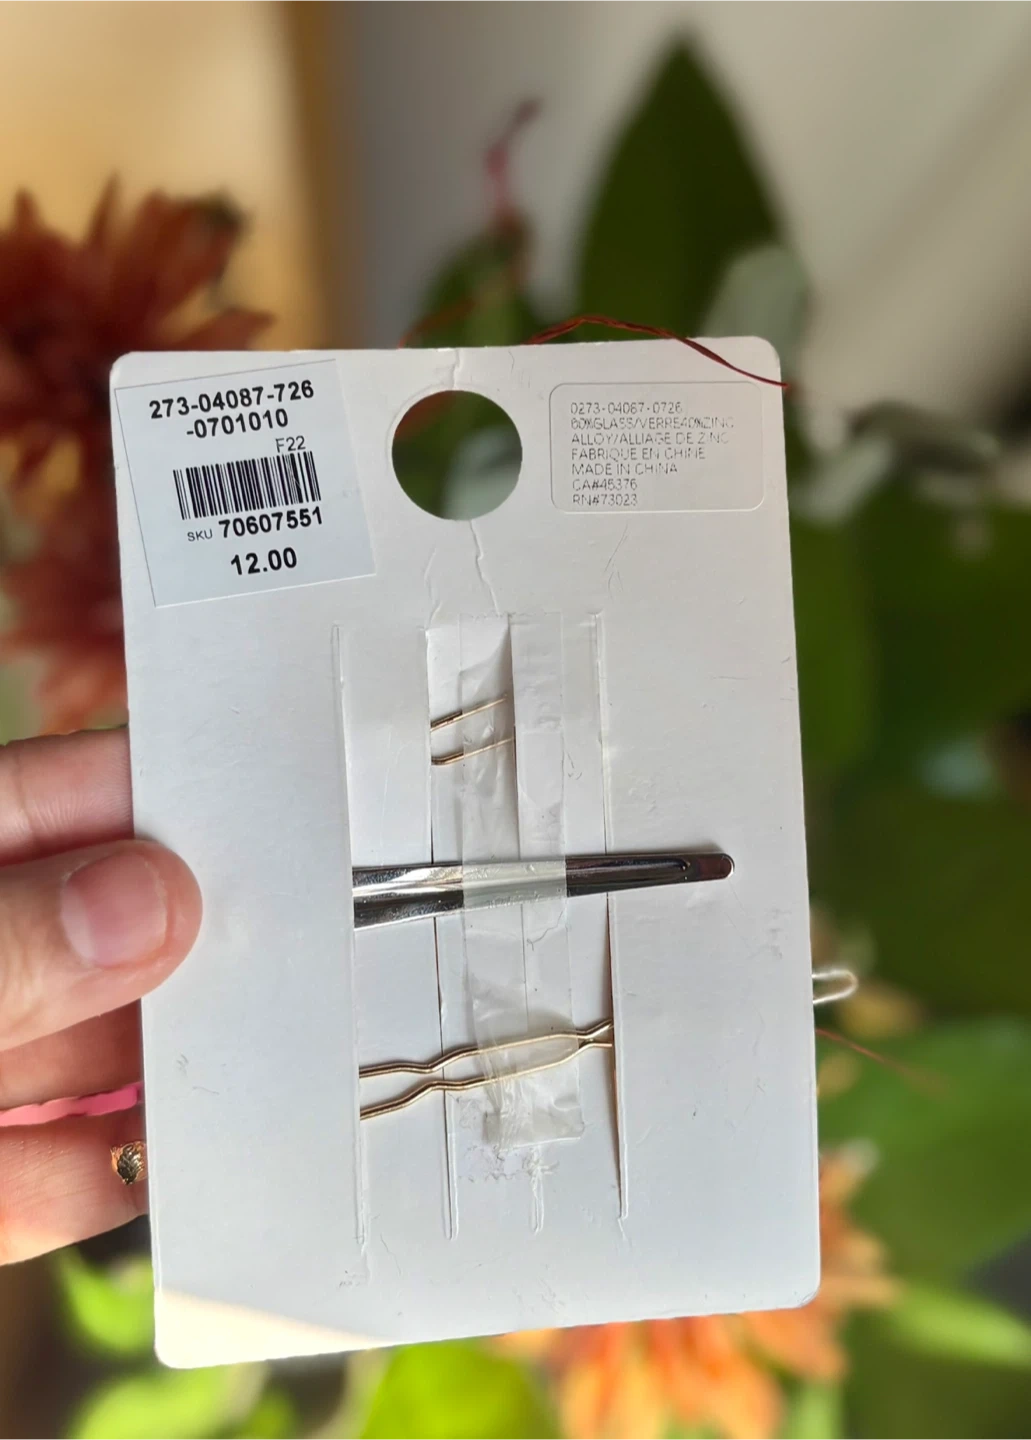 273-04087-726
-0701010
F22
SKU 70607551
12.00
0273-04087-0726
60%GLASS/VERRE40%ZINC
ALLOY/ALLIAGE DE ZINC
FABRIQUE EN CHINE
MADE IN CHINA
CA#45376
RN#73023